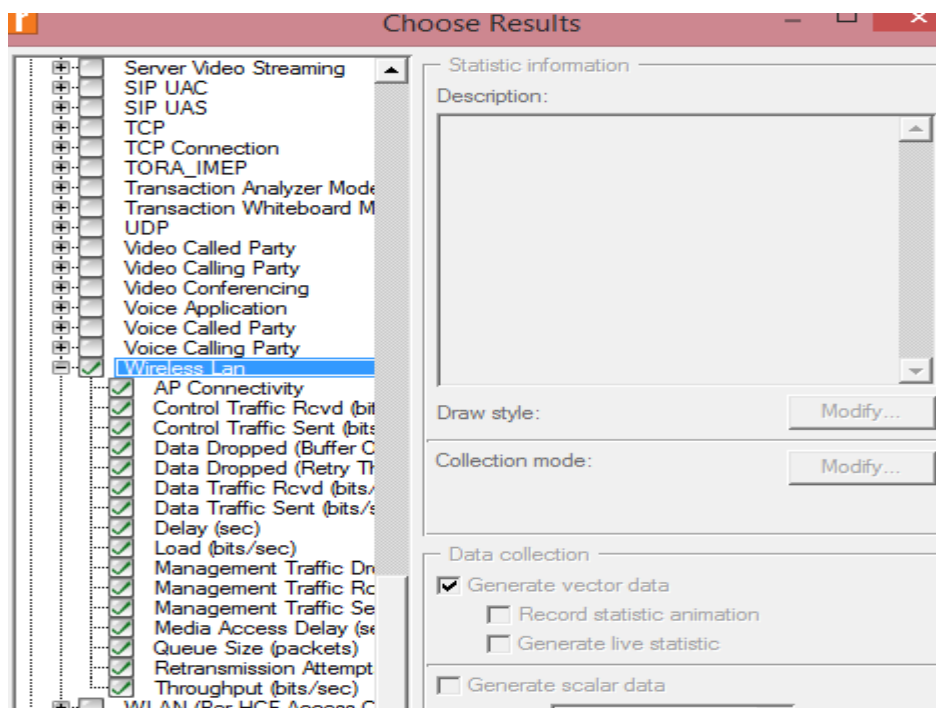 Choose Results
Server Video Streaming
SIP UAC
SIP UAS
TCP
TCP Connection
TORA_IMEP
Transaction Analyzer Mode
Transaction Whiteboard M
UDP
Video Called Party
Video Calling Party
Video Conferencing
Voice Application
Voice Called Party
Voice Calling Party
Wireless Lan
AP Connectivity
Control Traffic Rcvd (bit
Control Traffic Sent (bits
Data Dropped (Buffer O
Data Dropped (Retry Th
Data Traffic Rcvd (bits/
Data Traffic Sent (bits/s
Delay (sec)
Load (bits/sec)
Management Traffic Dr
Management Traffic Rc
Management Traffic Se
Media Access Delay (se
Queue Size (packets)
Retransmission Attempt
Throughput (bits/sec)
WLAN (Per HCF Access C
Statistic information
Description:
Draw style:
Modify...
Collection mode:
Modify...
Data collection
Generate vector data
Record statistic animation
Generate live statistic
Generate scalar data